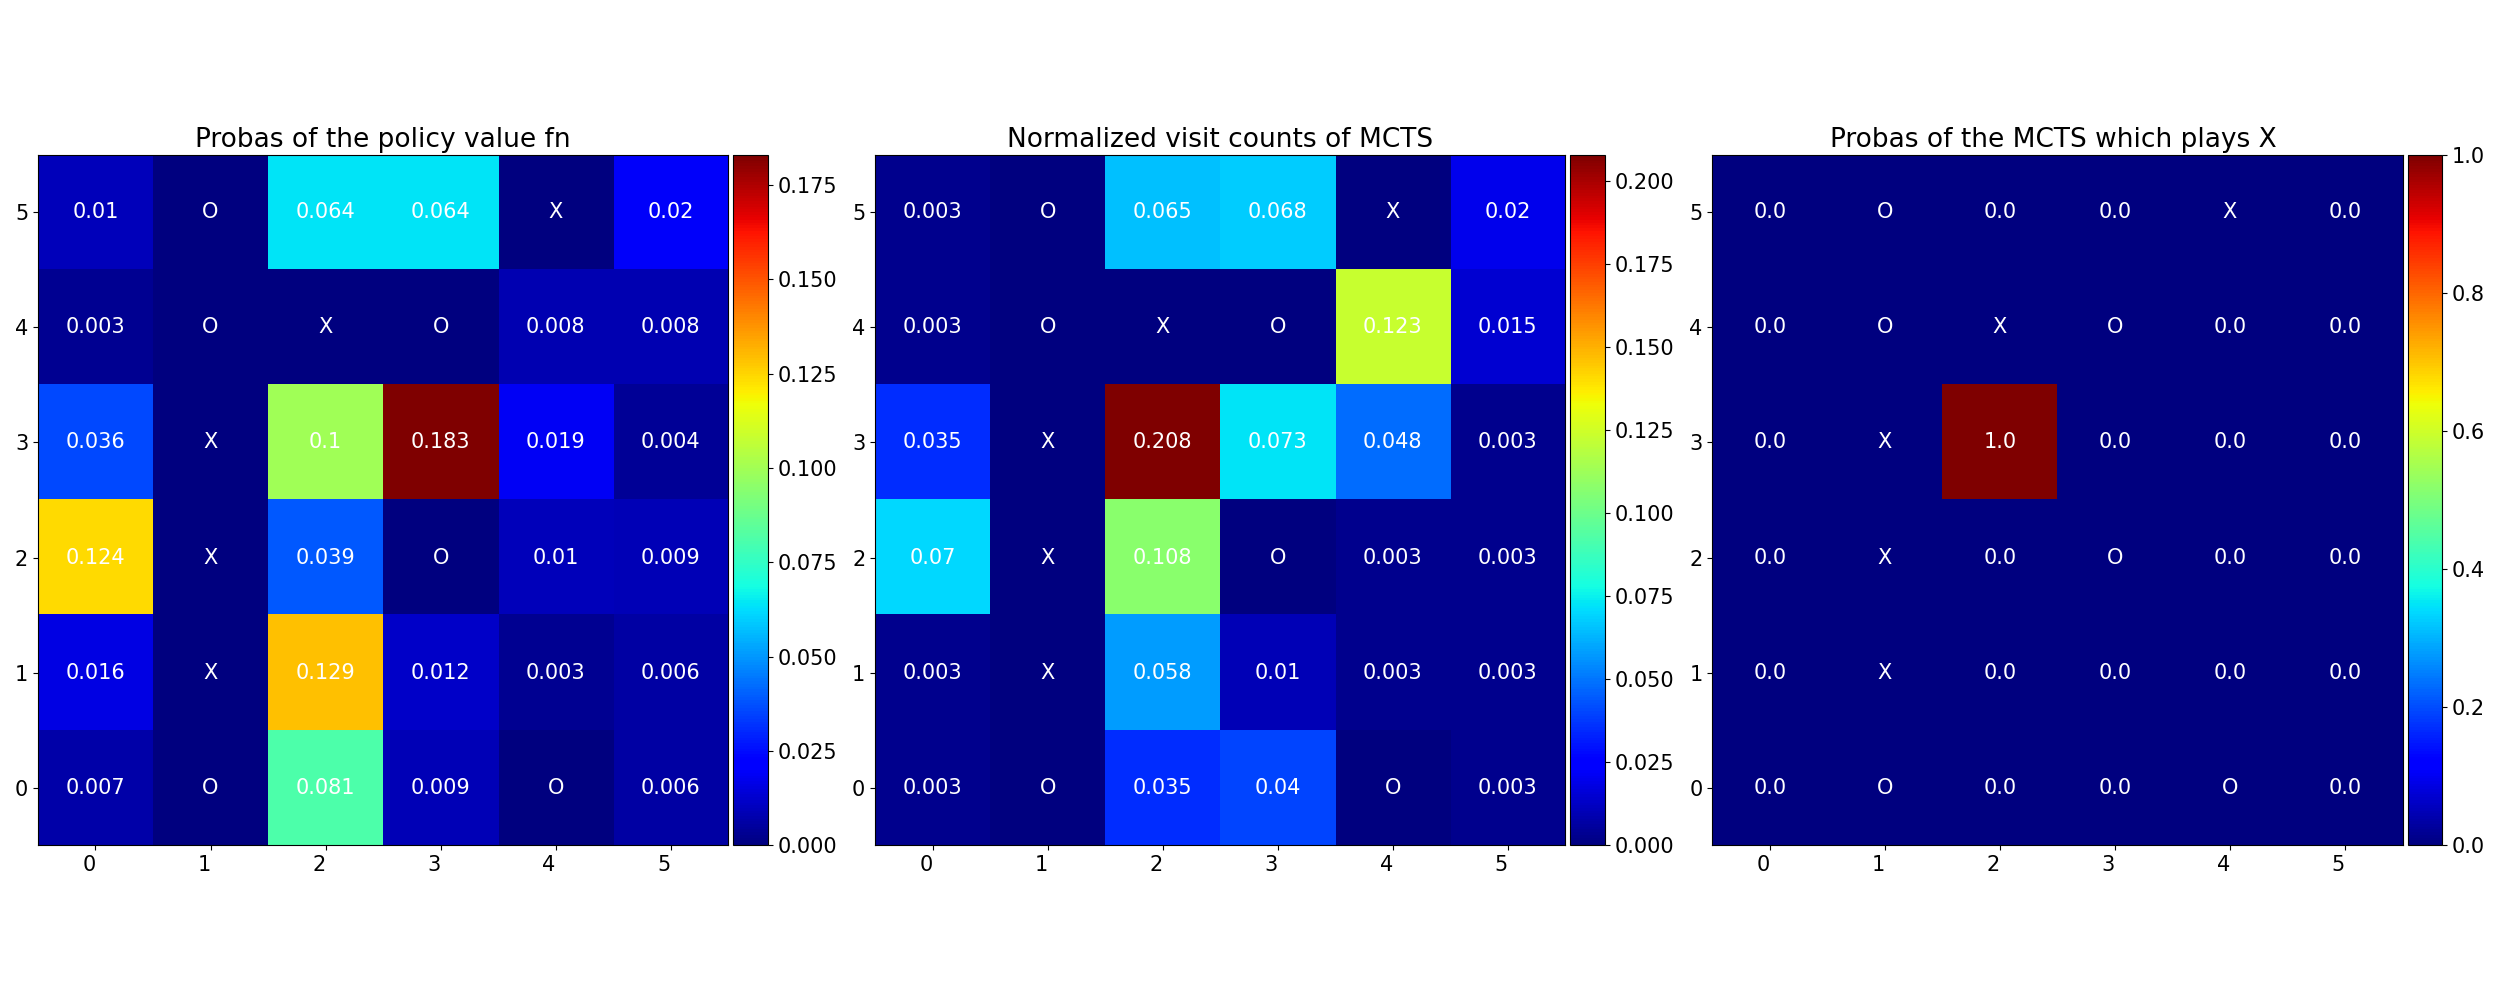 Probas of the policy value fn
5 0.01 O 0.064 0.064 X 0.02
4 0.003 O X O 0.008 0.008
3 0.036 X 0.1 0.183 0.019 0.004
2 0.124 X 0.039 O 0.01 0.009
1 0.016 X 0.129 0.012 0.003 0.006
0 0.007 O 0.081 0.009 O 0.006
0 1 2 3 4 5
0.175
0.150
0.125
0.100
0.075
0.050
0.025
0.000
Normalized visit counts of MCTS
5 0.003 O 0.065 0.068 X 0.02
4 0.003 O X O 0.123 0.015
3 0.035 X 0.208 0.073 0.048 0.003
2 0.07 X 0.108 O 0.003 0.003
1 0.003 X 0.058 0.01 0.003 0.003
0 0.003 O 0.035 0.04 O 0.003
0 1 2 3 4 5
0.200
0.175
0.150
0.125
0.100
0.075
0.050
0.025
0.000
Probas of the MCTS which plays X
5 0.0 O 0.0 0.0 X 0.0
4 0.0 O X O 0.0 0.0
3 0.0 X 1.0 0.0 0.0 0.0
2 0.0 X 0.0 O 0.0 0.0
1 0.0 X 0.0 0.0 0.0 0.0
0 0.0 O 0.0 0.0 O 0.0
0 1 2 3 4 5
1.0
0.8
0.6
0.4
0.2
0.0